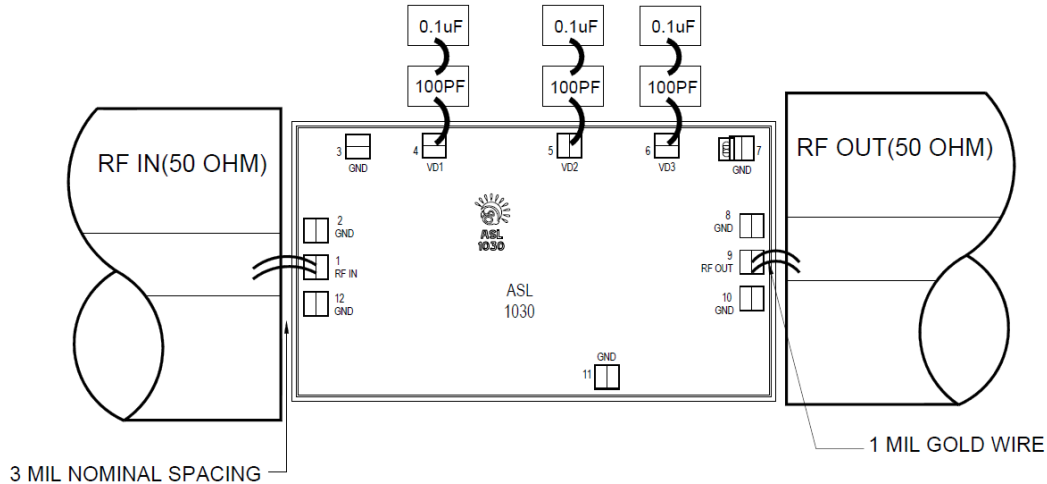 0.1uF
0.1uF
0.1uF
100PF
100PF
100PF
RF IN(50 OHM)
RF OUT(50 OHM)
3
GND
4
VD1
5
VD2
6
VD3
7
GND
2
GND
ASL
1030
8
GND
1
RF IN
9
RF OUT
12
GND
ASL
1030
10
GND
GND
11
1 MIL GOLD WIRE
3 MIL NOMINAL SPACING